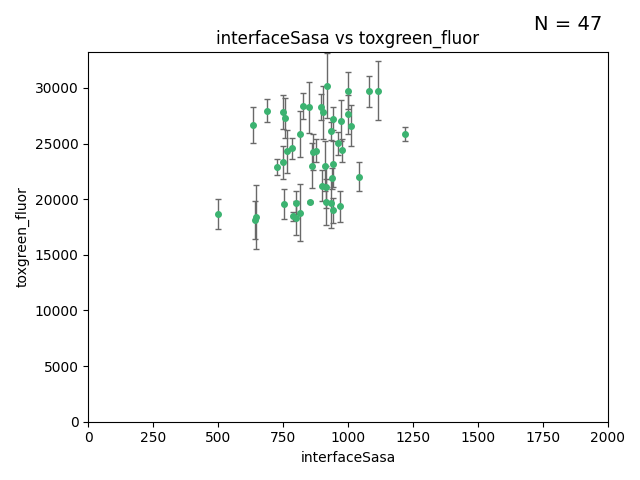 N = 47
interfaceSasa vs toxgreen_fluor
30000
25000
20000
15000
10000
5000
0
toxgreen_fluor
0 250 500 750 1000 1250 1500 1750 2000
interfaceSasa